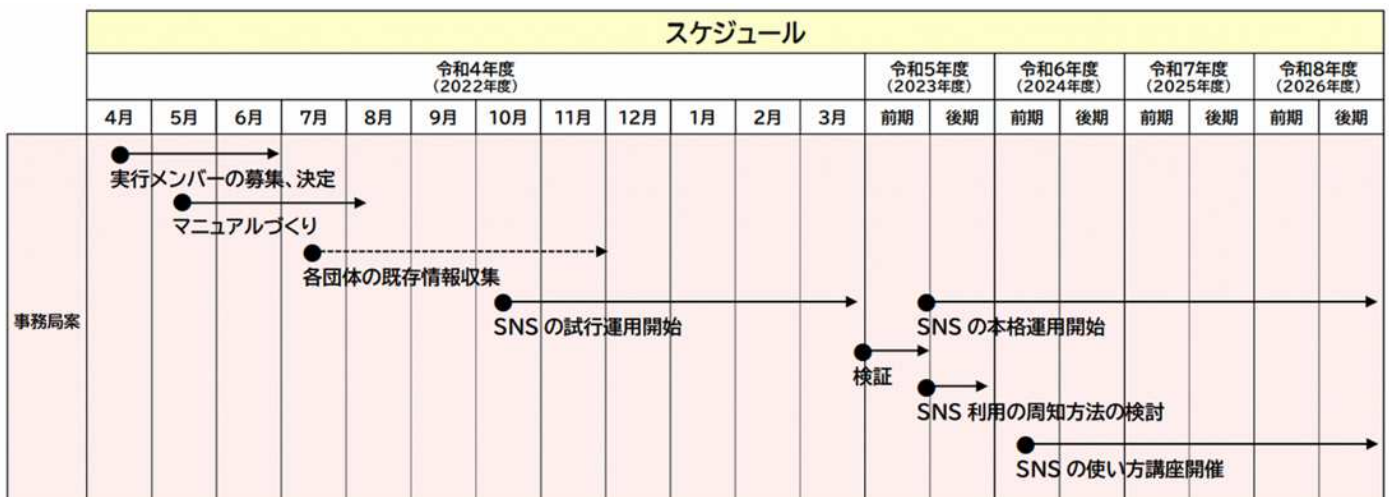 スケジュール
令和4年度 令和5年度 令和6年度 令和7年度 令和8年度
(2022年度) (2023年度) (2024年度) (2025年度) (2026年度)
4月 5月 6月 7月 8月 9月 10月 11月 12月 1月 2月 3月 前期 後期 前期 後期 前期 後期 前期 後期
実行メンバーの募集、決定
マニュアルづくり
各団体の既存情報収集
事務局案
SNS の試行運用開始 SNS の本格運用開始
検証
SNS 利用の周知方法の検討
SNS の使い方講座開催